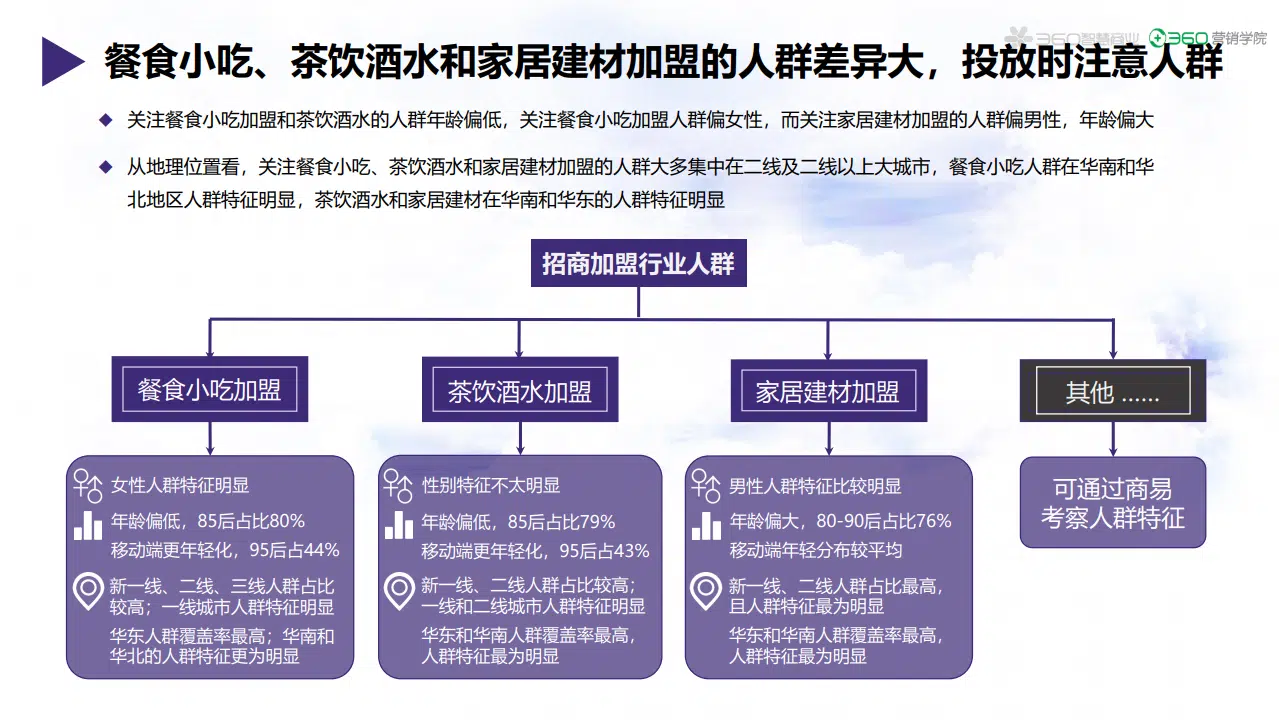 360智慧商业 360营销学院
餐食小吃、茶饮酒水和家居建材加盟的人群差异大，投放时注意人群
关注餐食小吃加盟和茶饮酒水的人群年龄偏低，关注餐食小吃加盟人群偏女性，而关注家居建材加盟的人群偏男性，年龄偏大
从地理位置看，关注餐食小吃、茶饮酒水和家居建材加盟的人群大多集中在二线及二线以上大城市，餐食小吃人群在华南和华
北地区人群特征明显，茶饮酒水和家居建材在华南和华东的人群特征明显
招商加盟行业人群
餐食小吃加盟
女性人群特征明显
年龄偏低，85后占比80%
移动端更年轻化，95后占44%
新一线、二线、三线人群占比
较高；一线城市人群特征明显
华东人群覆盖率最高；华南和
华北的人群特征更为明显
茶饮酒水加盟
性别特征不太明显
年龄偏低，85后占比79%
移动端更年轻化，95后占43%
新一线、二线人群占比较高；
一线和二线城市人群特征明显
华东和华南人群覆盖率最高，
人群特征最为明显
家居建材加盟
男性人群特征比较明显
年龄偏大，80-90后占比76%
移动端年轻分布较平均
新一线、二线人群占比最高，
且人群特征最为明显
华东和华南人群覆盖率最高，
人群特征最为明显
其他 ......
可通过商易
考察人群特征